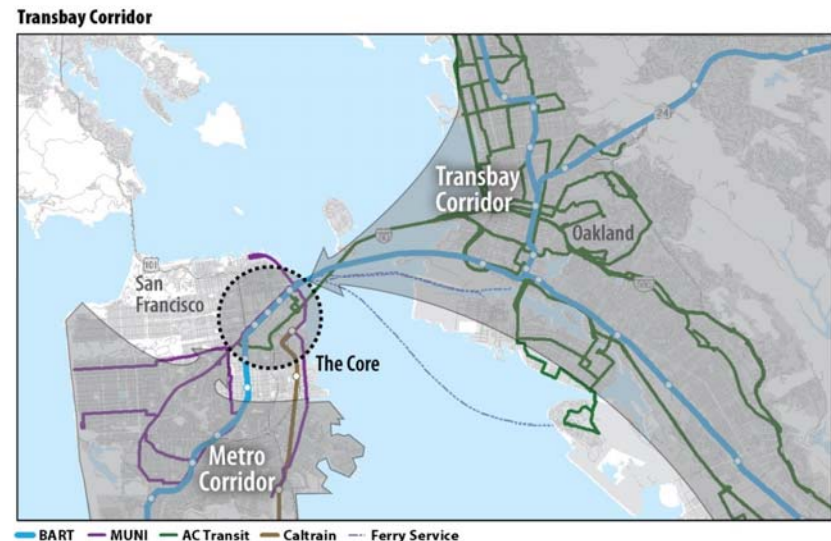 Transbay Corridor
24
Transbay
Corridor
Oakland
80
101
San
Francisco
The Core
Metro
Corridor
BART MUNI AC Transit Caltrain Ferry Service